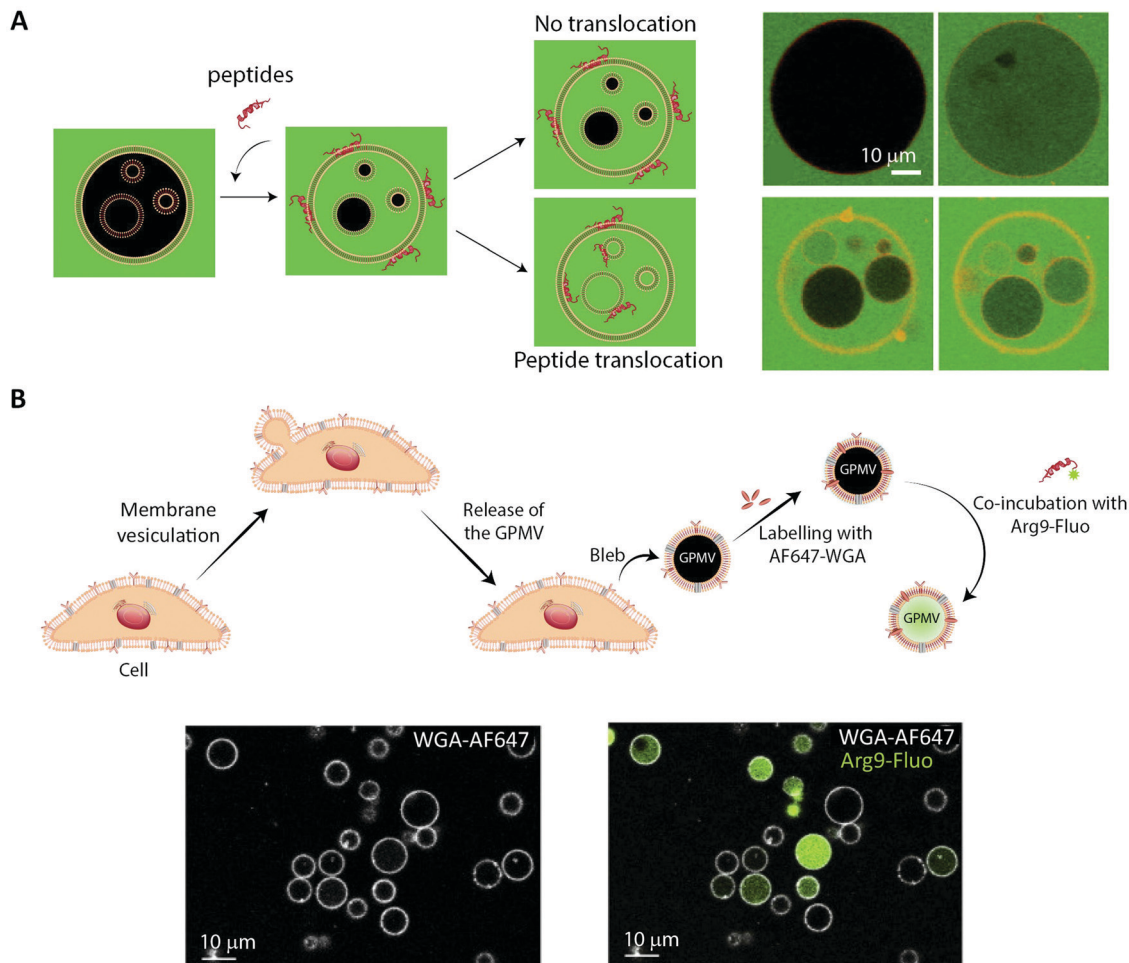 A
peptides
No translocation
Peptide translocation
10 μm
B
Membrane
vesiculation
Cell
Release of
the GPMV
Bleb
GPMV
Labelling with
AF647-WGA
GPMV
Co-incubation with
Arg9-Fluo
GPMV
WGA-AF647
10 μm
WGA-AF647
Arg9-Fluo
10 μm